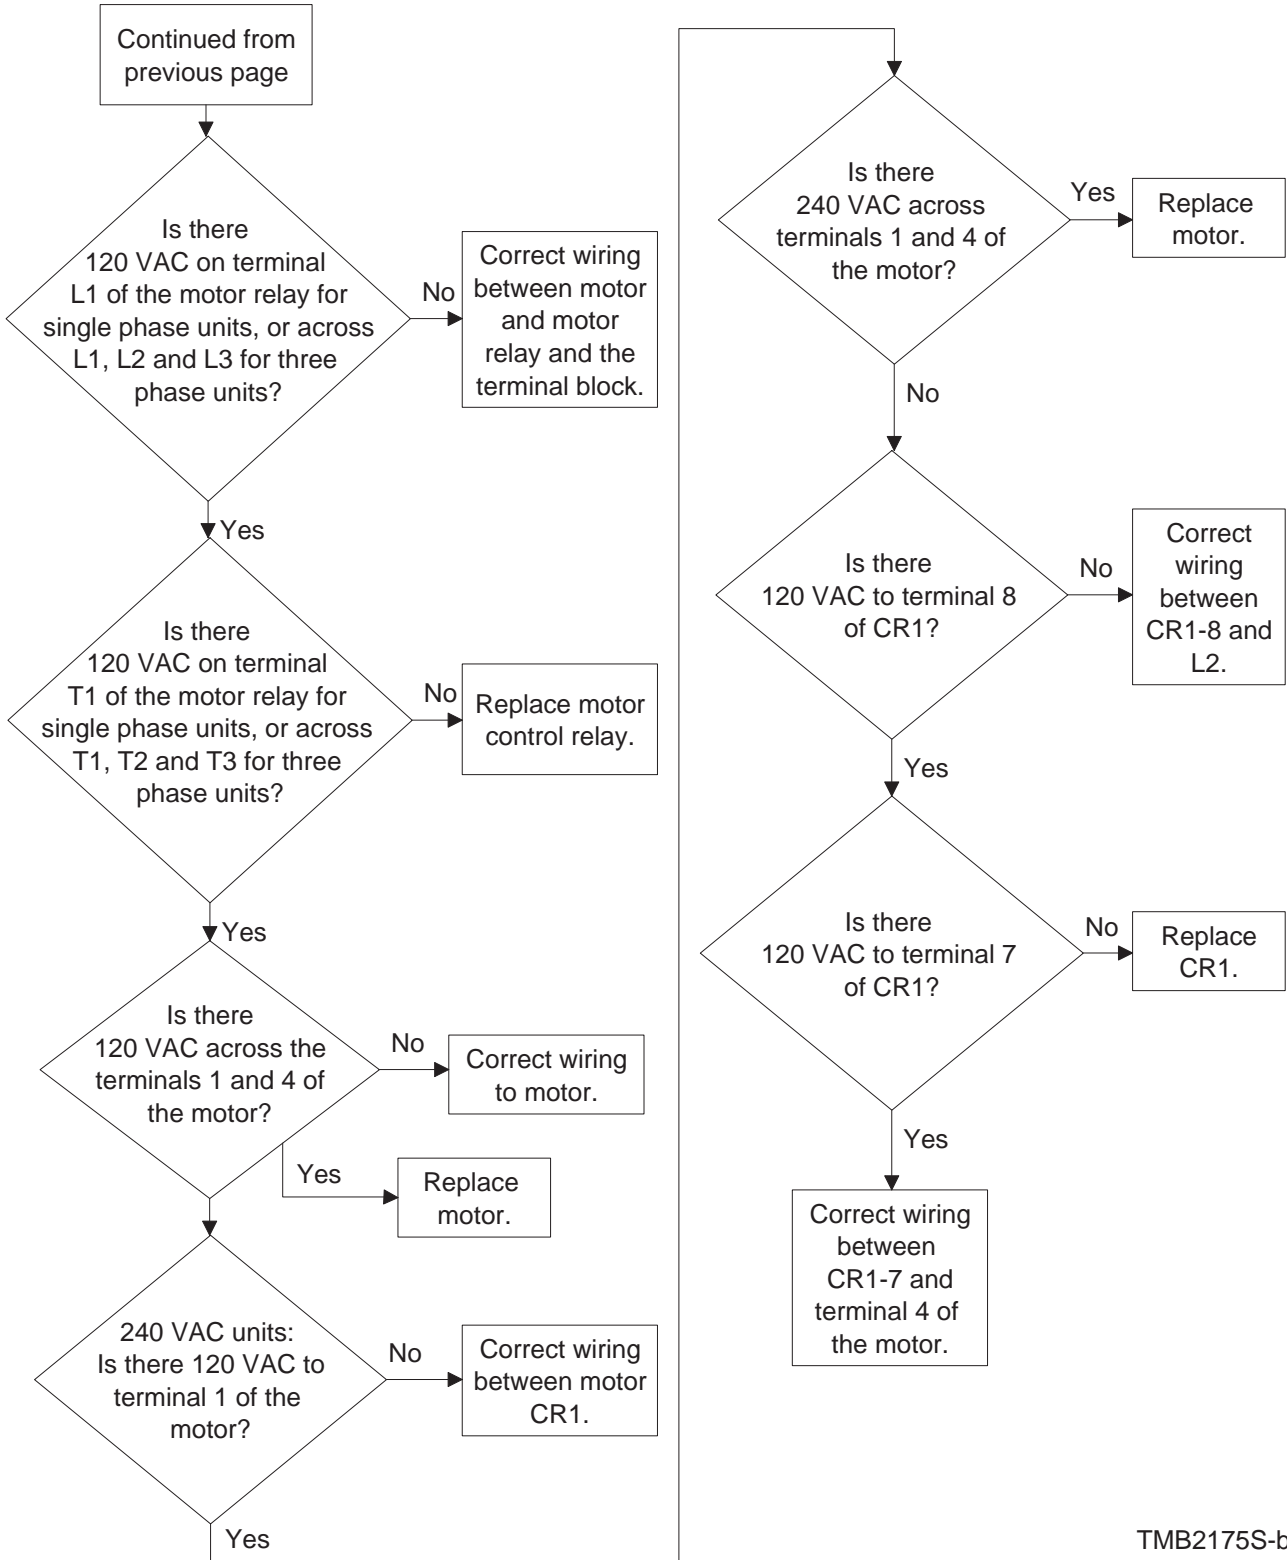 Continued from
previous page
Is there
120 VAC on terminal
L1 of the motor relay for
single phase units, or across
L1, L2 and L3 for three
phase units?
No
Correct wiring
between motor
and motor
relay and the
terminal block.
Yes
Is there
120 VAC on terminal
T1 of the motor relay for
single phase units, or across
T1, T2 and T3 for three
phase units?
No
Replace motor
control relay.
Yes
Is there
120 VAC across the
terminals 1 and 4 of
the motor?
No
Correct wiring
to motor.
Yes
Replace
motor.
240 VAC units:
Is there 120 VAC to
terminal 1 of the
motor?
No
Correct wiring
between motor
CR1.
Yes
Is there
240 VAC across
terminals 1 and 4 of
the motor?
Yes
Replace
motor.
No
Is there
120 VAC to terminal 8
of CR1?
No
Correct
wiring
between
CR1-8 and
L2.
Yes
Is there
120 VAC to terminal 7
of CR1?
No
Replace
CR1.
Yes
Correct wiring
between
CR1-7 and
terminal 4 of
the motor.
TMB2175S-b